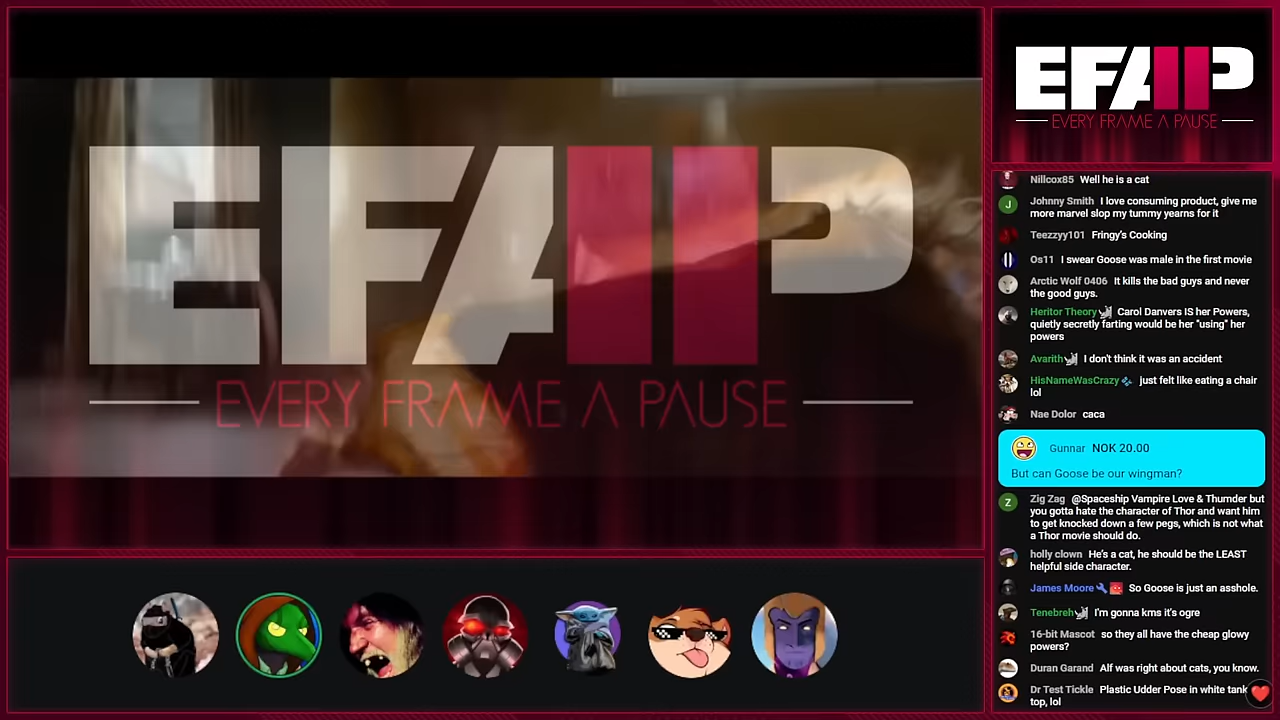 EFAP
EVERY FRAME A PAUSE
EFAP
EVERY FRAME A PAUSE
Nillcox85 Well he is a cat
J
Johnny Smith I love consuming product, give me
more marvel slop my tummy yearns for it
Teezzyy101 Fringy's Cooking
Os11 I swear Goose was male in the first movie
Arctic Wolf 0406 It kills the bad guys and never
the good guys.
Heritor Theory Carol Danvers IS her Powers,
quietly secretly farting would be her "using" her
powers
Avarith I don't think it was an accident
HisNameWasCrazy just felt like eating a chair
lol
Nae Dolor caca
Gunnar NOK 20.00
But can Goose be our wingman?
Z
Zig Zag @Spaceship Vampire Love & Thumder but
you gotta hate the character of Thor and want him
to get knocked down a few pegs, which is not what
a Thor movie should do.
holly clown He's a cat, he should be the LEAST
helpful side character.
James Moore So Goose is just an asshole.
Tenebreh I'm gonna kms it's ogre
16-bit Mascot so they all have the cheap glowy
powers?
Duran Garand Alf was right about cats, you know.
Dr Test Tickle Plastic Udder Pose in white tank
top, lol